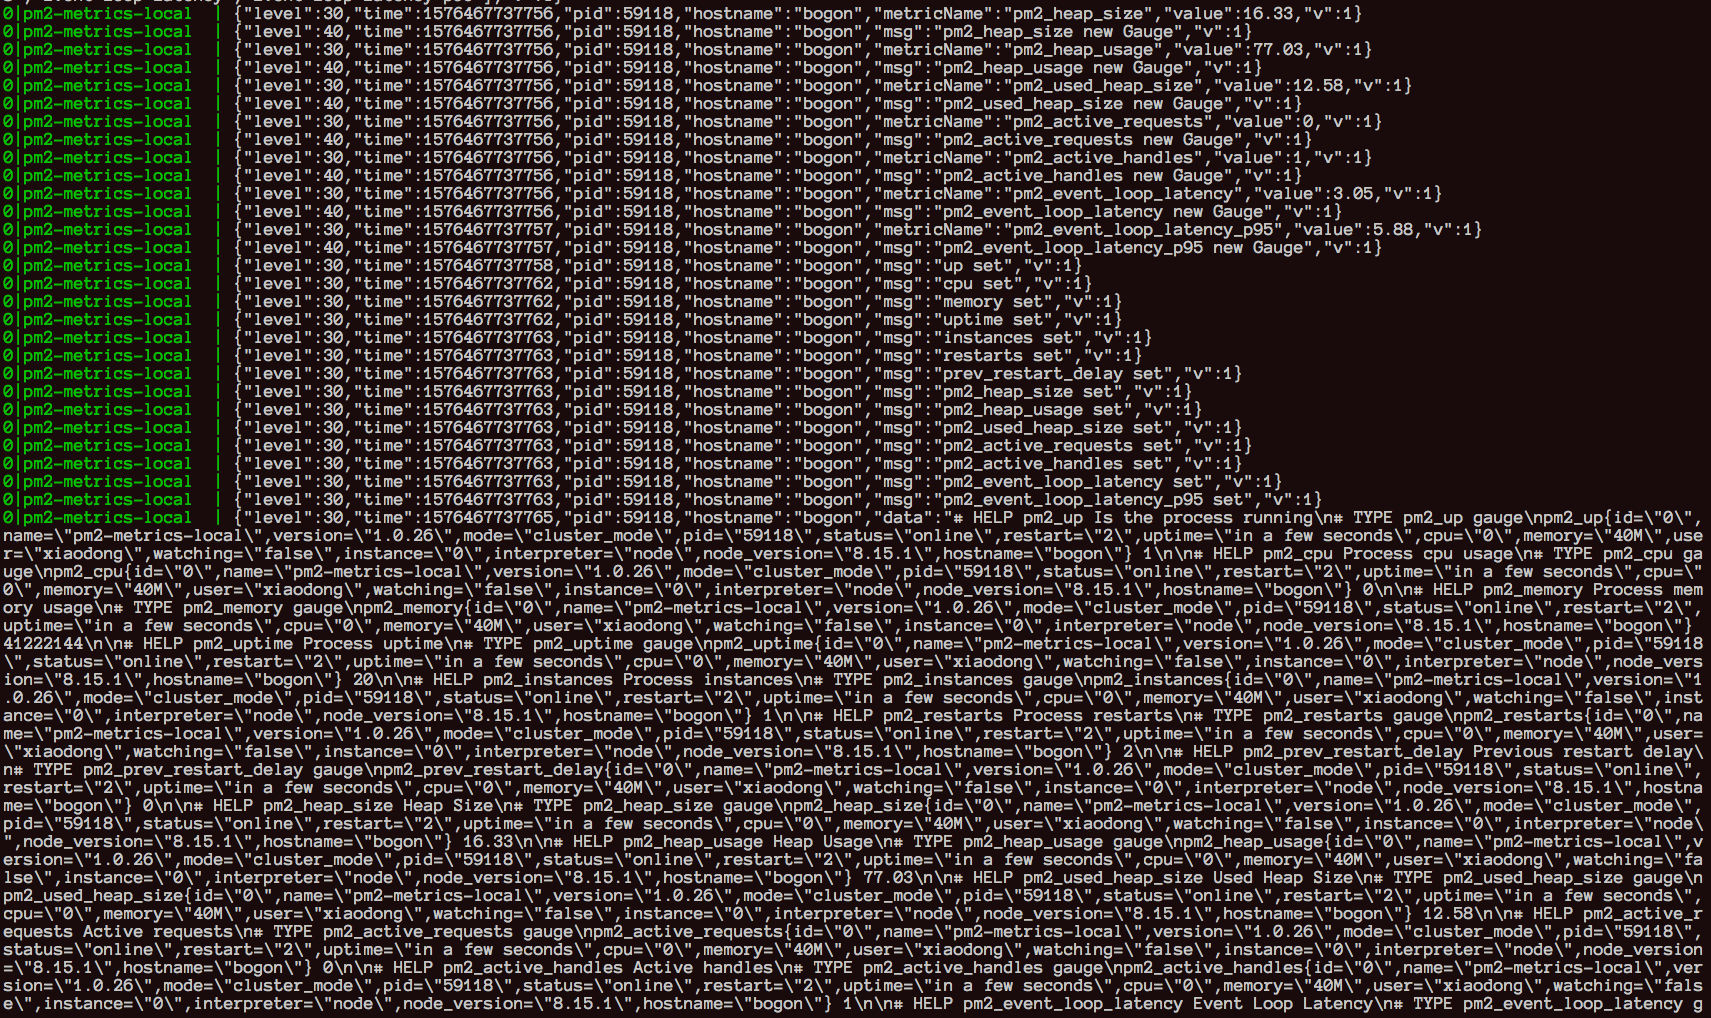 0|pm2-metrics-local  | {"level":30,"time":1576467737756,"pid":59118,"hostname":"bogon","metricName":"pm2_heap_size","value":16.33,"v":1}
0|pm2-metrics-local  | {"level":40,"time":1576467737756,"pid":59118,"hostname":"bogon","msg":"pm2_heap_size new Gauge","v":1}
0|pm2-metrics-local  | {"level":30,"time":1576467737756,"pid":59118,"hostname":"bogon","metricName":"pm2_heap_usage","value":77.03,"v":1}
0|pm2-metrics-local  | {"level":40,"time":1576467737756,"pid":59118,"hostname":"bogon","msg":"pm2_heap_usage new Gauge","v":1}
0|pm2-metrics-local  | {"level":30,"time":1576467737756,"pid":59118,"hostname":"bogon","metricName":"pm2_used_heap_size","value":12.58,"v":1}
0|pm2-metrics-local  | {"level":40,"time":1576467737756,"pid":59118,"hostname":"bogon","msg":"pm2_used_heap_size new Gauge","v":1}
0|pm2-metrics-local  | {"level":30,"time":1576467737756,"pid":59118,"hostname":"bogon","metricName":"pm2_active_requests","value":0,"v":1}
0|pm2-metrics-local  | {"level":40,"time":1576467737756,"pid":59118,"hostname":"bogon","msg":"pm2_active_requests new Gauge","v":1}
0|pm2-metrics-local  | {"level":30,"time":1576467737756,"pid":59118,"hostname":"bogon","metricName":"pm2_active_handles","value":1,"v":1}
0|pm2-metrics-local  | {"level":40,"time":1576467737756,"pid":59118,"hostname":"bogon","msg":"pm2_active_handles new Gauge","v":1}
0|pm2-metrics-local  | {"level":30,"time":1576467737756,"pid":59118,"hostname":"bogon","metricName":"pm2_event_loop_latency","value":3.05,"v":1}
0|pm2-metrics-local  | {"level":40,"time":1576467737756,"pid":59118,"hostname":"bogon","msg":"pm2_event_loop_latency new Gauge","v":1}
0|pm2-metrics-local  | {"level":30,"time":1576467737757,"pid":59118,"hostname":"bogon","metricName":"pm2_event_loop_latency_p95","value":5.88,"v":1}
0|pm2-metrics-local  | {"level":40,"time":1576467737757,"pid":59118,"hostname":"bogon","msg":"pm2_event_loop_latency_p95 new Gauge","v":1}
0|pm2-metrics-local  | {"level":30,"time":1576467737758,"pid":59118,"hostname":"bogon","msg":"up set","v":1}
0|pm2-metrics-local  | {"level":30,"time":1576467737762,"pid":59118,"hostname":"bogon","msg":"cpu set","v":1}
0|pm2-metrics-local  | {"level":30,"time":1576467737762,"pid":59118,"hostname":"bogon","msg":"memory set","v":1}
0|pm2-metrics-local  | {"level":30,"time":1576467737762,"pid":59118,"hostname":"bogon","msg":"uptime set","v":1}
0|pm2-metrics-local  | {"level":30,"time":1576467737763,"pid":59118,"hostname":"bogon","msg":"instances set","v":1}
0|pm2-metrics-local  | {"level":30,"time":1576467737763,"pid":59118,"hostname":"bogon","msg":"restarts set","v":1}
0|pm2-metrics-local  | {"level":30,"time":1576467737763,"pid":59118,"hostname":"bogon","msg":"prev_restart_delay set","v":1}
0|pm2-metrics-local  | {"level":30,"time":1576467737763,"pid":59118,"hostname":"bogon","msg":"pm2_heap_size set","v":1}
0|pm2-metrics-local  | {"level":30,"time":1576467737763,"pid":59118,"hostname":"bogon","msg":"pm2_heap_usage set","v":1}
0|pm2-metrics-local  | {"level":30,"time":1576467737763,"pid":59118,"hostname":"bogon","msg":"pm2_used_heap_size set","v":1}
0|pm2-metrics-local  | {"level":30,"time":1576467737763,"pid":59118,"hostname":"bogon","msg":"pm2_active_requests set","v":1}
0|pm2-metrics-local  | {"level":30,"time":1576467737763,"pid":59118,"hostname":"bogon","msg":"pm2_active_handles set","v":1}
0|pm2-metrics-local  | {"level":30,"time":1576467737763,"pid":59118,"hostname":"bogon","msg":"pm2_event_loop_latency set","v":1}
0|pm2-metrics-local  | {"level":30,"time":1576467737763,"pid":59118,"hostname":"bogon","msg":"pm2_event_loop_latency_p95 set","v":1}
0|pm2-metrics-local  | {"level":30,"time":1576467737765,"pid":59118,"hostname":"bogon","data":"# HELP pm2_up Is the process running\n# TYPE pm2_up gauge\npm2_up{id=\"0\",
name=\"pm2-metrics-local\",version=\"1.0.26\",mode=\"cluster_mode\",pid=\"59118\",status=\"online\",restart=\"2\",uptime=\"in a few seconds\",cpu=\"0\",memory=\"40M\",use
r=\"xiaodong\",watching=\"false\",instance=\"0\",interpreter=\"node\",node_version=\"8.15.1\",hostname=\"bogon\"} 1\n\n# HELP pm2_cpu Process cpu usage\n# TYPE pm2_cpu ga
uge\npm2_cpu{id=\"0\",name=\"pm2-metrics-local\",version=\"1.0.26\",mode=\"cluster_mode\",pid=\"59118\",status=\"online\",restart=\"2\",uptime=\"in a few seconds\",cpu=\"
0\",memory=\"40M\",user=\"xiaodong\",watching=\"false\",instance=\"0\",interpreter=\"node\",node_version=\"8.15.1\",hostname=\"bogon\"} 0\n\n# HELP pm2_memory Process mem
ory usage\n# TYPE pm2_memory gauge\npm2_memory{id=\"0\",name=\"pm2-metrics-local\",version=\"1.0.26\",mode=\"cluster_mode\",pid=\"59118\",status=\"online\",restart=\"2\",
uptime=\"in a few seconds\",cpu=\"0\",memory=\"40M\",user=\"xiaodong\",watching=\"false\",instance=\"0\",interpreter=\"node\",node_version=\"8.15.1\",hostname=\"bogon\"}
41222144\n\n# HELP pm2_uptime Process uptime\n# TYPE pm2_uptime gauge\npm2_uptime{id=\"0\",name=\"pm2-metrics-local\",version=\"1.0.26\",mode=\"cluster_mode\",pid=\"59118
\",status=\"online\",restart=\"2\",uptime=\"in a few seconds\",cpu=\"0\",memory=\"40M\",user=\"xiaodong\",watching=\"false\",instance=\"0\",interpreter=\"node\",node_vers
ion=\"8.15.1\",hostname=\"bogon\"} 20\n\n# HELP pm2_instances Process instances\n# TYPE pm2_instances gauge\npm2_instances{id=\"0\",name=\"pm2-metrics-local\",version=\"1
.0.26\",mode=\"cluster_mode\",pid=\"59118\",status=\"online\",restart=\"2\",uptime=\"in a few seconds\",cpu=\"0\",memory=\"40M\",user=\"xiaodong\",watching=\"false\",inst
ance=\"0\",interpreter=\"node\",node_version=\"8.15.1\",hostname=\"bogon\"} 1\n\n# HELP pm2_restarts Process restarts\n# TYPE pm2_restarts gauge\npm2_restarts{id=\"0\",na
me=\"pm2-metrics-local\",version=\"1.0.26\",mode=\"cluster_mode\",pid=\"59118\",status=\"online\",restart=\"2\",uptime=\"in a few seconds\",cpu=\"0\",memory=\"40M\",user=
\"xiaodong\",watching=\"false\",instance=\"0\",interpreter=\"node\",node_version=\"8.15.1\",hostname=\"bogon\"} 2\n\n# HELP pm2_prev_restart_delay Previous restart delay\
n# TYPE pm2_prev_restart_delay gauge\npm2_prev_restart_delay{id=\"0\",name=\"pm2-metrics-local\",version=\"1.0.26\",mode=\"cluster_mode\",pid=\"59118\",status=\"online\",
restart=\"2\",uptime=\"in a few seconds\",cpu=\"0\",memory=\"40M\",user=\"xiaodong\",watching=\"false\",instance=\"0\",interpreter=\"node\",node_version=\"8.15.1\",hostna
me=\"bogon\"} 0\n\n# HELP pm2_heap_size Heap Size\n# TYPE pm2_heap_size gauge\npm2_heap_size{id=\"0\",name=\"pm2-metrics-local\",version=\"1.0.26\",mode=\"cluster_mode\",
pid=\"59118\",status=\"online\",restart=\"2\",uptime=\"in a few seconds\",cpu=\"0\",memory=\"40M\",user=\"xiaodong\",watching=\"false\",instance=\"0\",interpreter=\"node\
",node_version=\"8.15.1\",hostname=\"bogon\"} 16.33\n\n# HELP pm2_heap_usage Heap Usage\n# TYPE pm2_heap_usage gauge\npm2_heap_usage{id=\"0\",name=\"pm2-metrics-local\",v
ersion=\"1.0.26\",mode=\"cluster_mode\",pid=\"59118\",status=\"online\",restart=\"2\",uptime=\"in a few seconds\",cpu=\"0\",memory=\"40M\",user=\"xiaodong\",watching=\"fa
lse\",instance=\"0\",interpreter=\"node\",node_version=\"8.15.1\",hostname=\"bogon\"} 77.03\n\n# HELP pm2_used_heap_size Used Heap Size\n# TYPE pm2_used_heap_size gauge\n
pm2_used_heap_size{id=\"0\",name=\"pm2-metrics-local\",version=\"1.0.26\",mode=\"cluster_mode\",pid=\"59118\",status=\"online\",restart=\"2\",uptime=\"in a few seconds\",
cpu=\"0\",memory=\"40M\",user=\"xiaodong\",watching=\"false\",instance=\"0\",interpreter=\"node\",node_version=\"8.15.1\",hostname=\"bogon\"} 12.58\n\n# HELP pm2_active_r
equests Active requests\n# TYPE pm2_active_requests gauge\npm2_active_requests{id=\"0\",name=\"pm2-metrics-local\",version=\"1.0.26\",mode=\"cluster_mode\",pid=\"59118\",
status=\"online\",restart=\"2\",uptime=\"in a few seconds\",cpu=\"0\",memory=\"40M\",user=\"xiaodong\",watching=\"false\",instance=\"0\",interpreter=\"node\",node_version
=\"8.15.1\",hostname=\"bogon\"} 0\n\n# HELP pm2_active_handles Active handles\n# TYPE pm2_active_handles gauge\npm2_active_handles{id=\"0\",name=\"pm2-metrics-local\",ver
sion=\"1.0.26\",mode=\"cluster_mode\",pid=\"59118\",status=\"online\",restart=\"2\",uptime=\"in a few seconds\",cpu=\"0\",memory=\"40M\",user=\"xiaodong\",watching=\"fals
e\",instance=\"0\",interpreter=\"node\",node_version=\"8.15.1\",hostname=\"bogon\"} 1\n\n# HELP pm2_event_loop_latency Event Loop Latency\n# TYPE pm2_event_loop_latency g